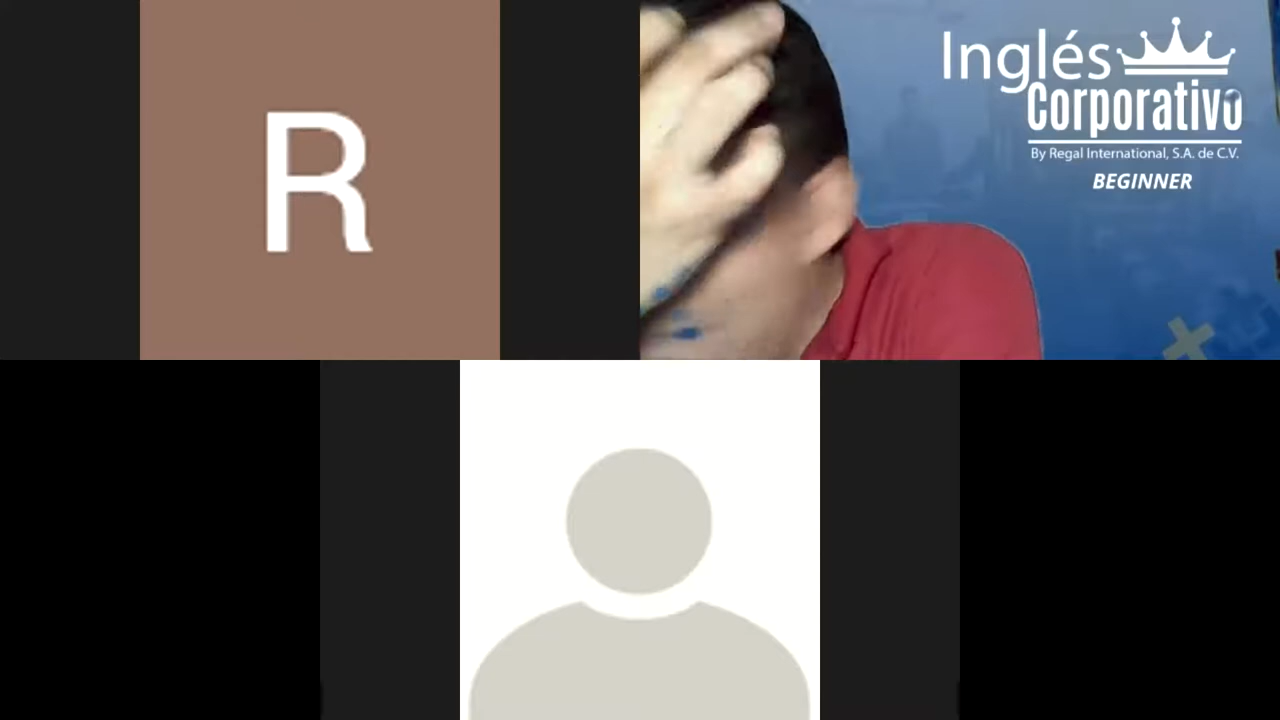 R
Inglés
Corporativo
By Regal International, S.A. de C.V.
BEGINNER